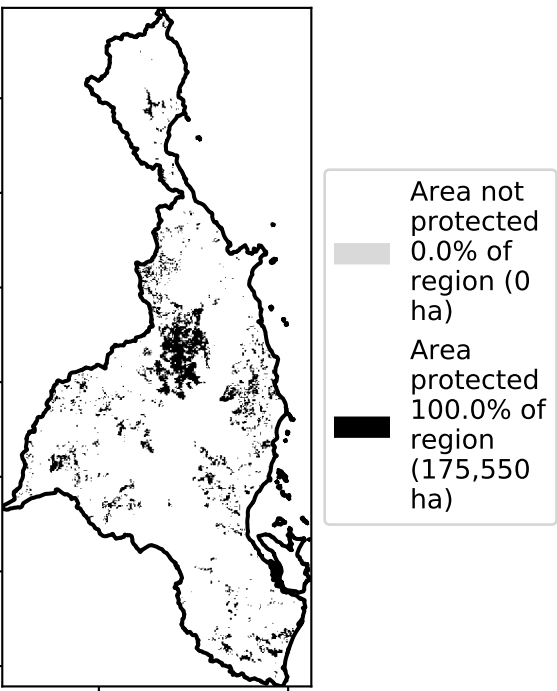 Area not
protected
0.0% of
region (0
ha)
Area
protected
100.0% of
region
(175,550
ha)